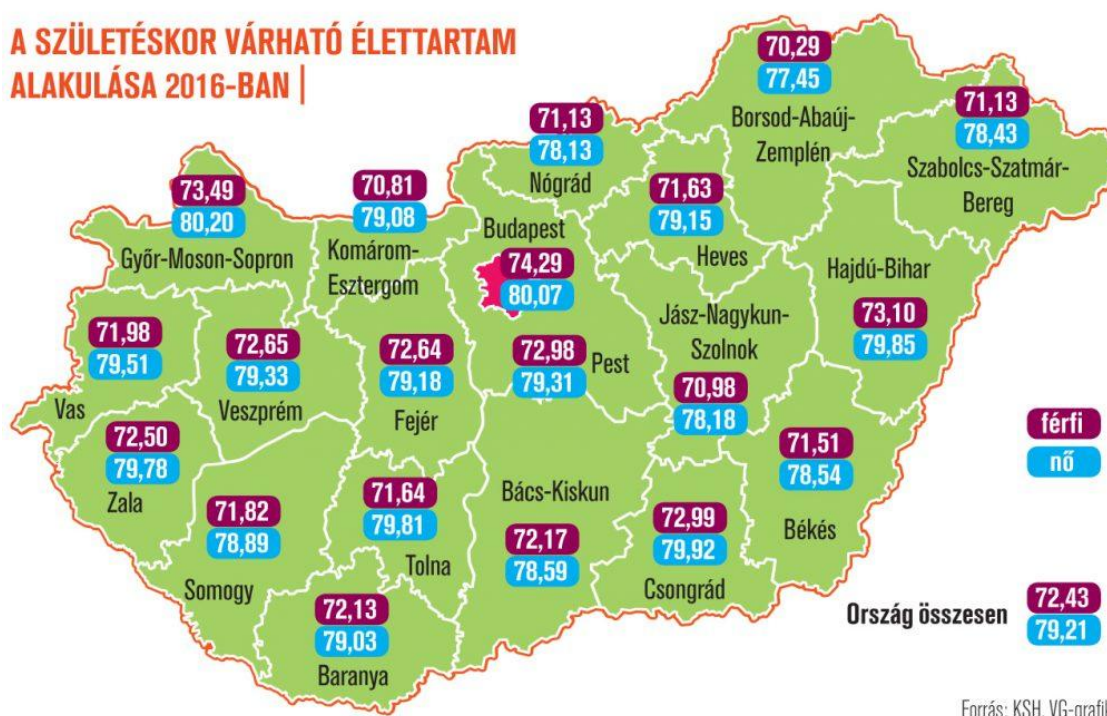 A SZÜLETÉSKOR VÁRHATÓ ÉLETTARTAM
ALAKULÁSA 2016-BAN |
70,29
77,45
Borsod-Abaúj-
Zemplén
71,13
78,43
Szabolcs-Szatmár-
Bereg
71,13
78,13
Nógrád
73,49
80,20
Győr-Moson-Sopron
70,81
79,08
Komárom-
Esztergom
71,63
79,15
Heves
Budapest
74,29
80,07
Hajdú-Bihar
73,10
79,85
Jász-Nagykun-
Szolnok
70,98
78,18
71,98
79,51
Vas
72,65
79,33
Veszprém
72,64
79,18
Fejér
72,98
79,31
Pest
72,50
79,78
Zala
71,82
78,89
Somogy
71,64
79,81
Tolna
Bács-Kiskun
72,17
78,59
72,99
79,92
Csongrád
71,51
78,54
Békés
72,13
79,03
Baranya
férfi
nő
Ország összesen
72,43
79,21
Forrás: KSH, VG-grafik